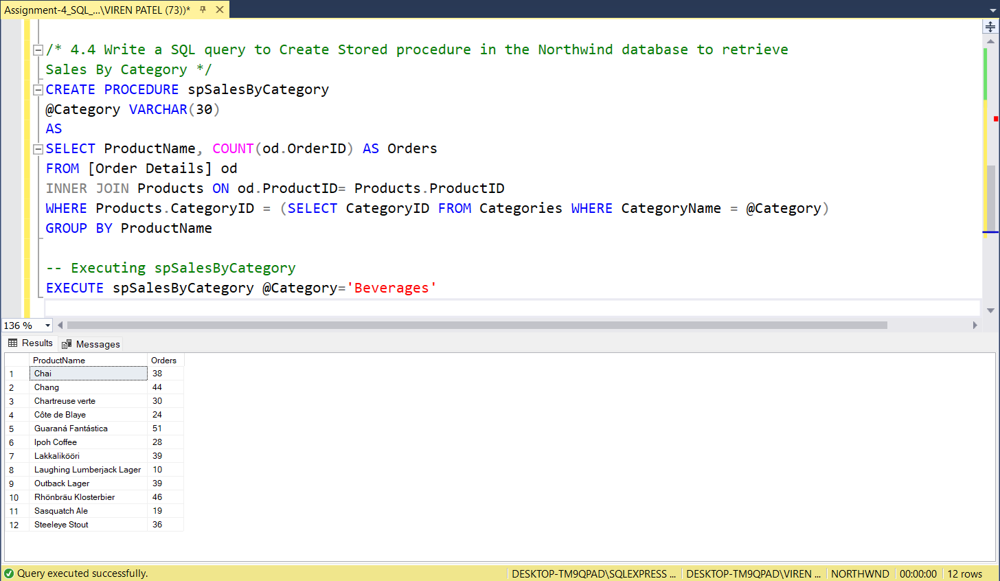 Assignment-4_SQL_...\VIREN PATEL (73))*
/* 4.4 Write a SQL query to Create Stored procedure in the Northwind database to retrieve
Sales By Category */
CREATE PROCEDURE spSalesByCategory
@Category VARCHAR(30)
AS
SELECT ProductName, COUNT(od.OrderID) AS Orders
FROM [Order Details] od
INNER JOIN Products ON od.ProductID= Products.ProductID
WHERE Products.CategoryID = (SELECT CategoryID FROM Categories WHERE CategoryName = @Category)
GROUP BY ProductName
-- Executing spSalesByCategory
EXECUTE spSalesByCategory @Category='Beverages'
136 %
Results Messages
ProductName Orders
1 Chai 38
2 Chang 44
3 Chartreuse verte 30
4 Côte de Blaye 24
5 Guaraná Fantástica 51
6 Ipoh Coffee 28
7 Lakkalikööri 39
8 Laughing Lumberjack Lager 10
9 Outback Lager 39
10 Rhönbräu Klosterbier 46
11 Sasquatch Ale 19
12 Steeleye Stout 36
Query executed successfully. DESKTOP-TM9QPAD\SQLEXPRESS ... DESKTOP-TM9QPAD\VIREN ... NORTHWND 00:00:00 12 rows